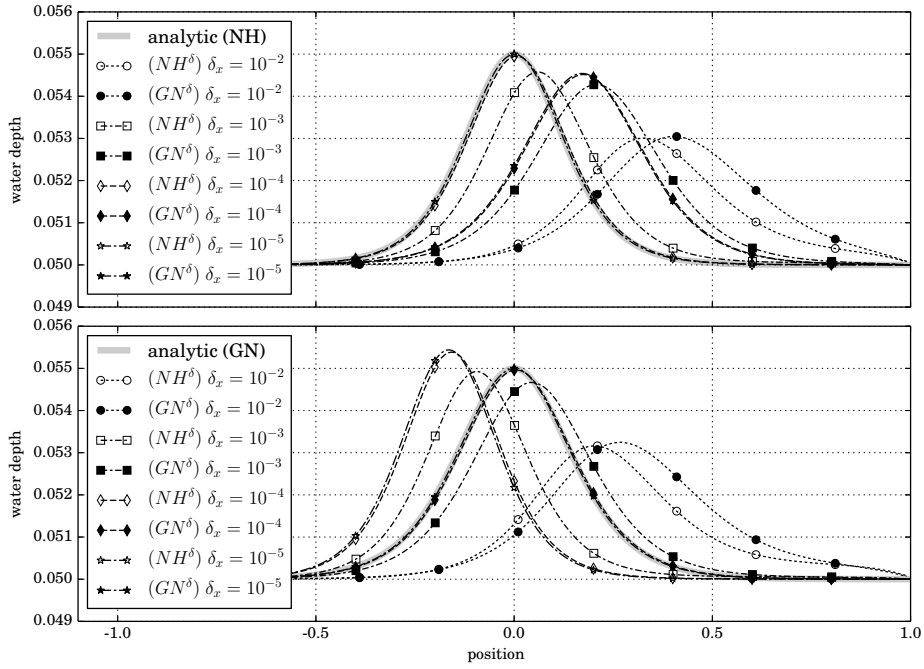 0.056
0.055
0.054
0.053
0.052
0.051
0.050
0.049
water depth
analytic (NH)
(NH^δ) δ_x = 10^-2
(GN^δ) δ_x = 10^-2
(NH^δ) δ_x = 10^-3
(GN^δ) δ_x = 10^-3
(NH^δ) δ_x = 10^-4
(GN^δ) δ_x = 10^-4
(NH^δ) δ_x = 10^-5
(GN^δ) δ_x = 10^-5
0.056
0.055
0.054
0.053
0.052
0.051
0.050
0.049
water depth
analytic (GN)
(NH^δ) δ_x = 10^-2
(GN^δ) δ_x = 10^-2
(NH^δ) δ_x = 10^-3
(GN^δ) δ_x = 10^-3
(NH^δ) δ_x = 10^-4
(GN^δ) δ_x = 10^-4
(NH^δ) δ_x = 10^-5
(GN^δ) δ_x = 10^-5
-1.0 -0.5 0.0 0.5 1.0
position